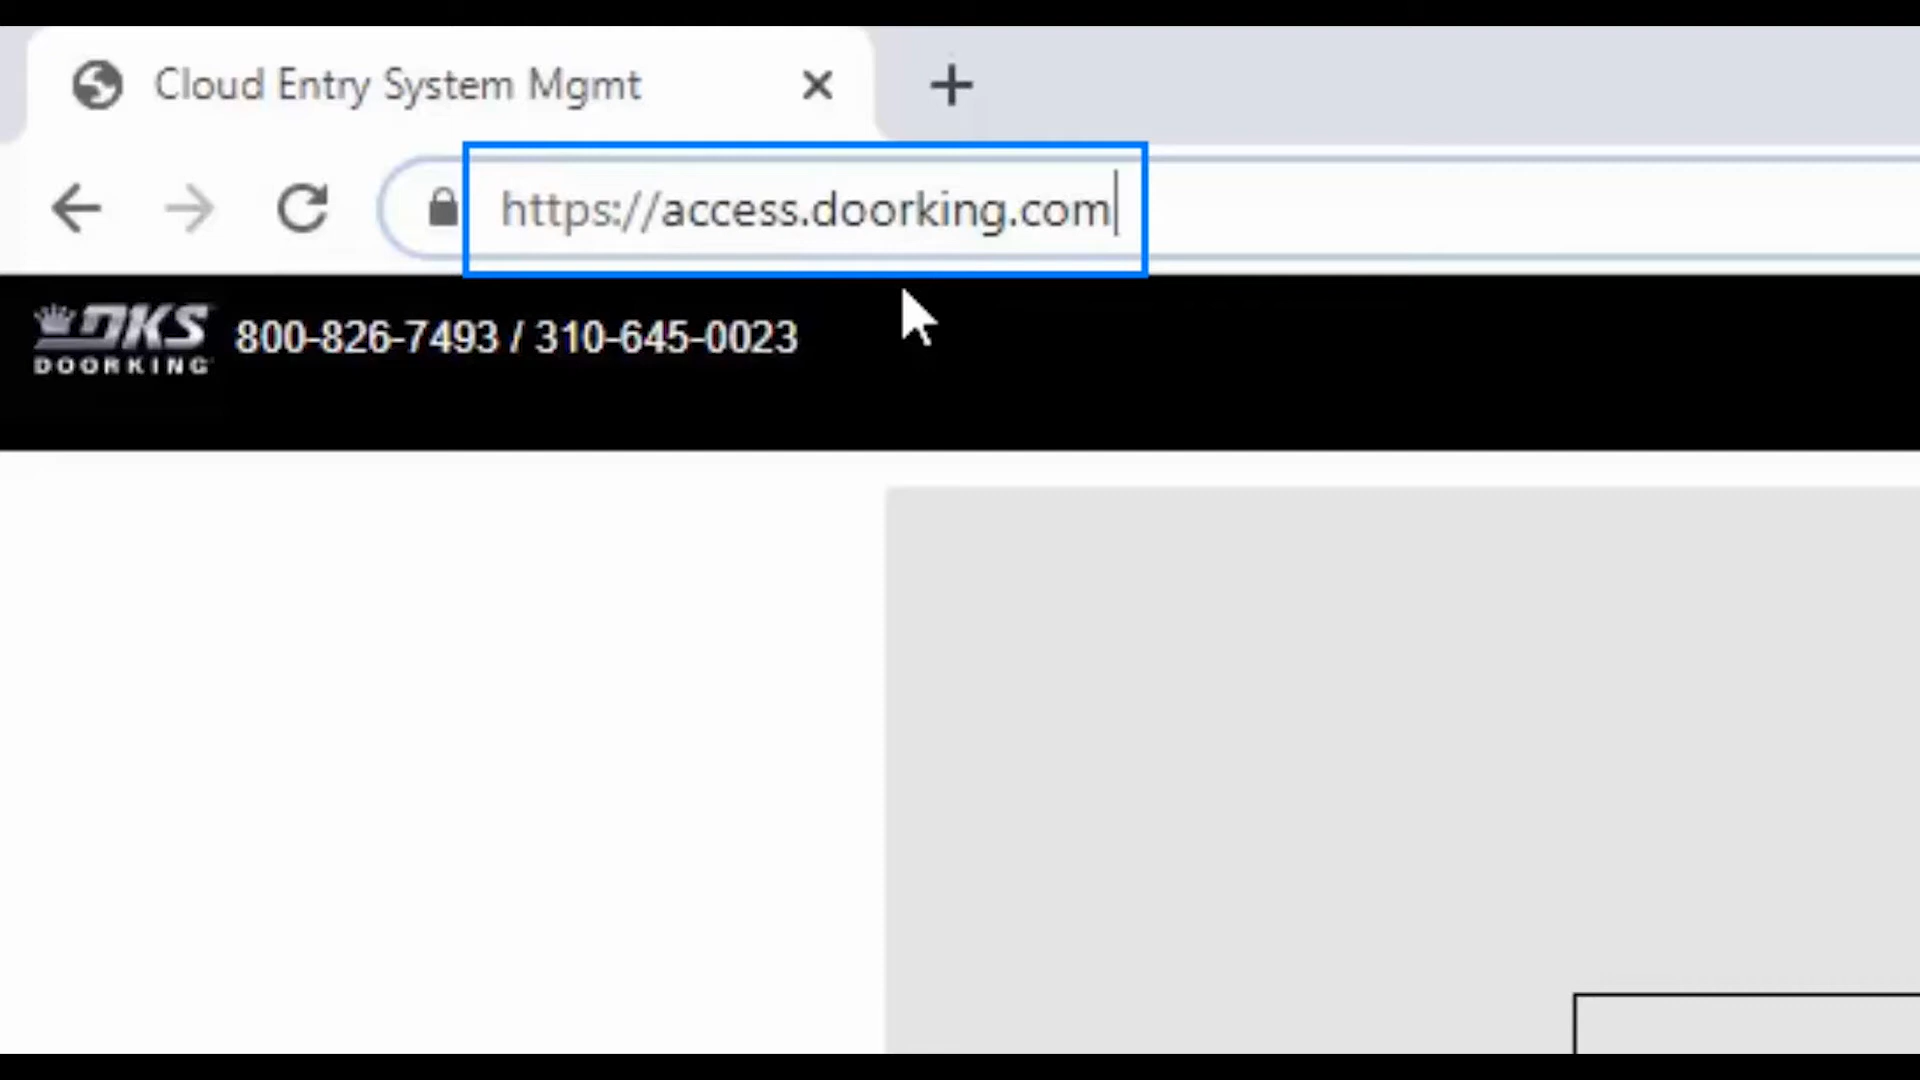 Cloud Entry System Mgmt
https://access.doorking.com
DKS
DOORKING
800-826-7493 / 310-645-0023